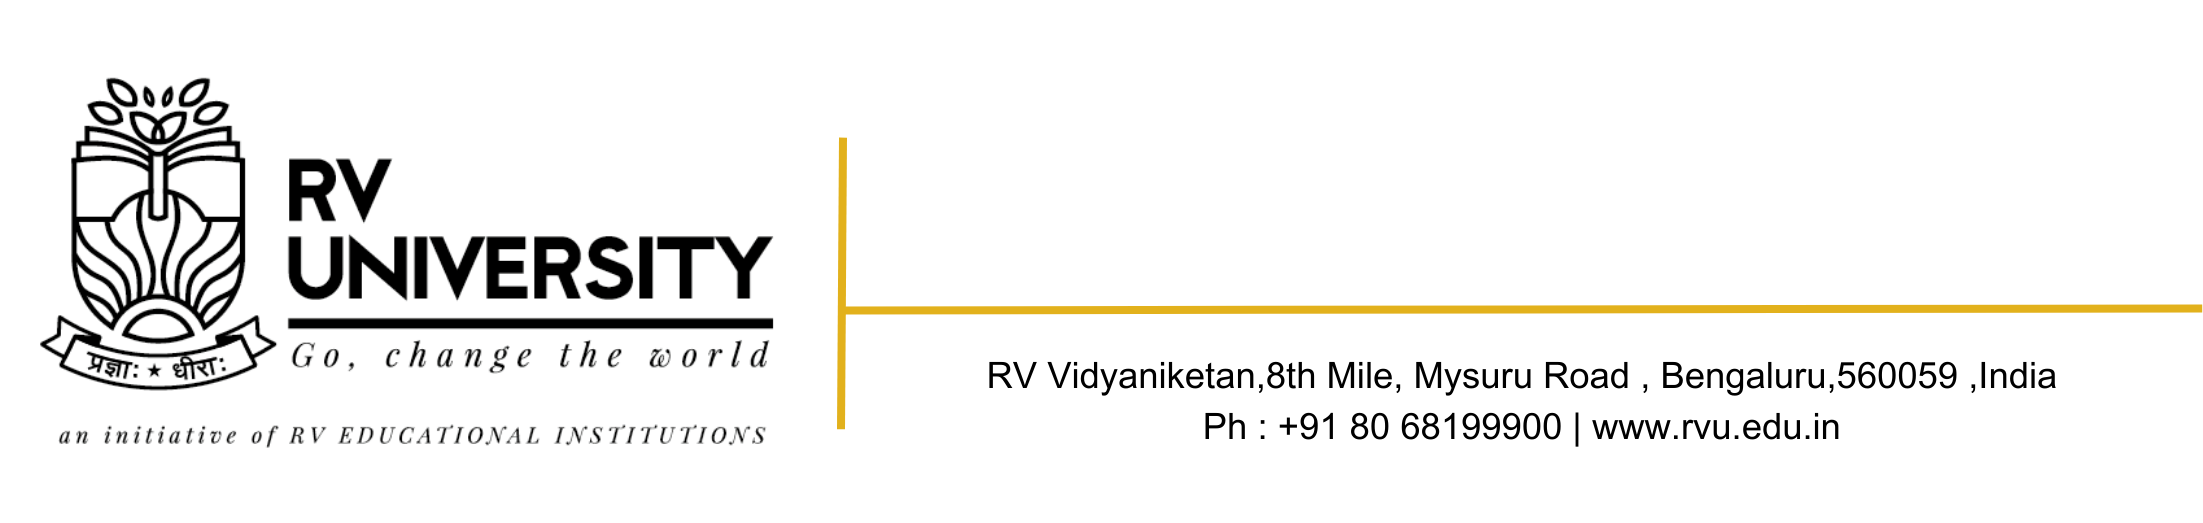 RV
UNIVERSITY
Go, change the world
प्रज्ञाः ★ धीराः
an initiative of RV EDUCATIONAL INSTITUTIONS
RV Vidyaniketan,8th Mile, Mysuru Road , Bengaluru,560059 ,India
Ph : +91 80 68199900 | www.rvu.edu.in